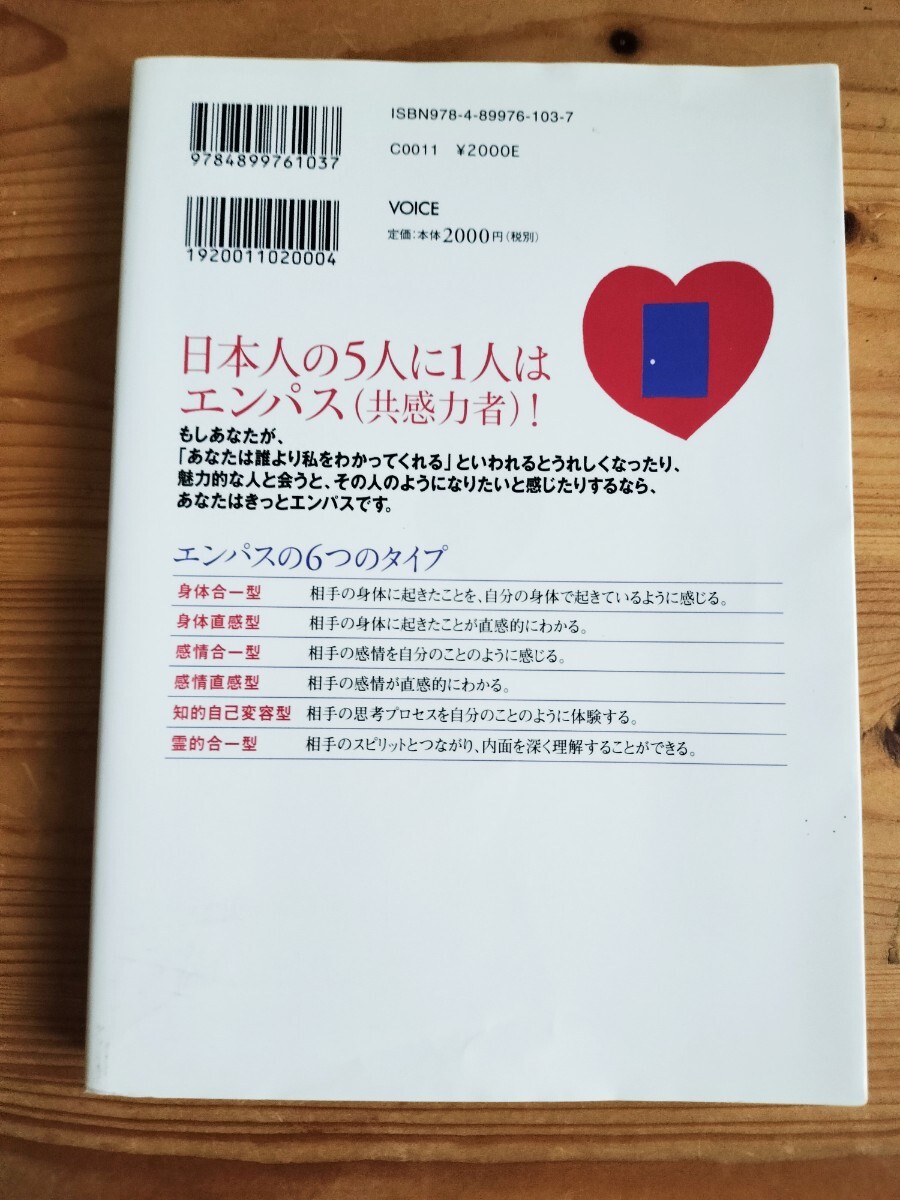 ISBN978-4-89976-103-7
9784899761037
C0011 ¥2000E
VOICE
定価:本体2000円(税別)
1920011020004
日本人の5人に1人は
エンパス(共感力者)!
もしあなたが、
「あなたは誰より私をわかってくれる」といわれるとうれしくなったり、
魅力的な人と会うと、その人のようになりたいと感じたりするなら、
あなたはきっとエンパスです。
エンパスの6つのタイプ
身体合一型 相手の身体に起きたことを、自分の身体で起きているように感じる。
身体直感型 相手の身体に起きたことが直感的にわかる。
感情合一型 相手の感情を自分のことのように感じる。
感情直感型 相手の感情が直感的にわかる。
知的自己変容型 相手の思考プロセスを自分のことのように体験する。
霊的合一型 相手のスピリットとつながり、内面を深く理解することができる。